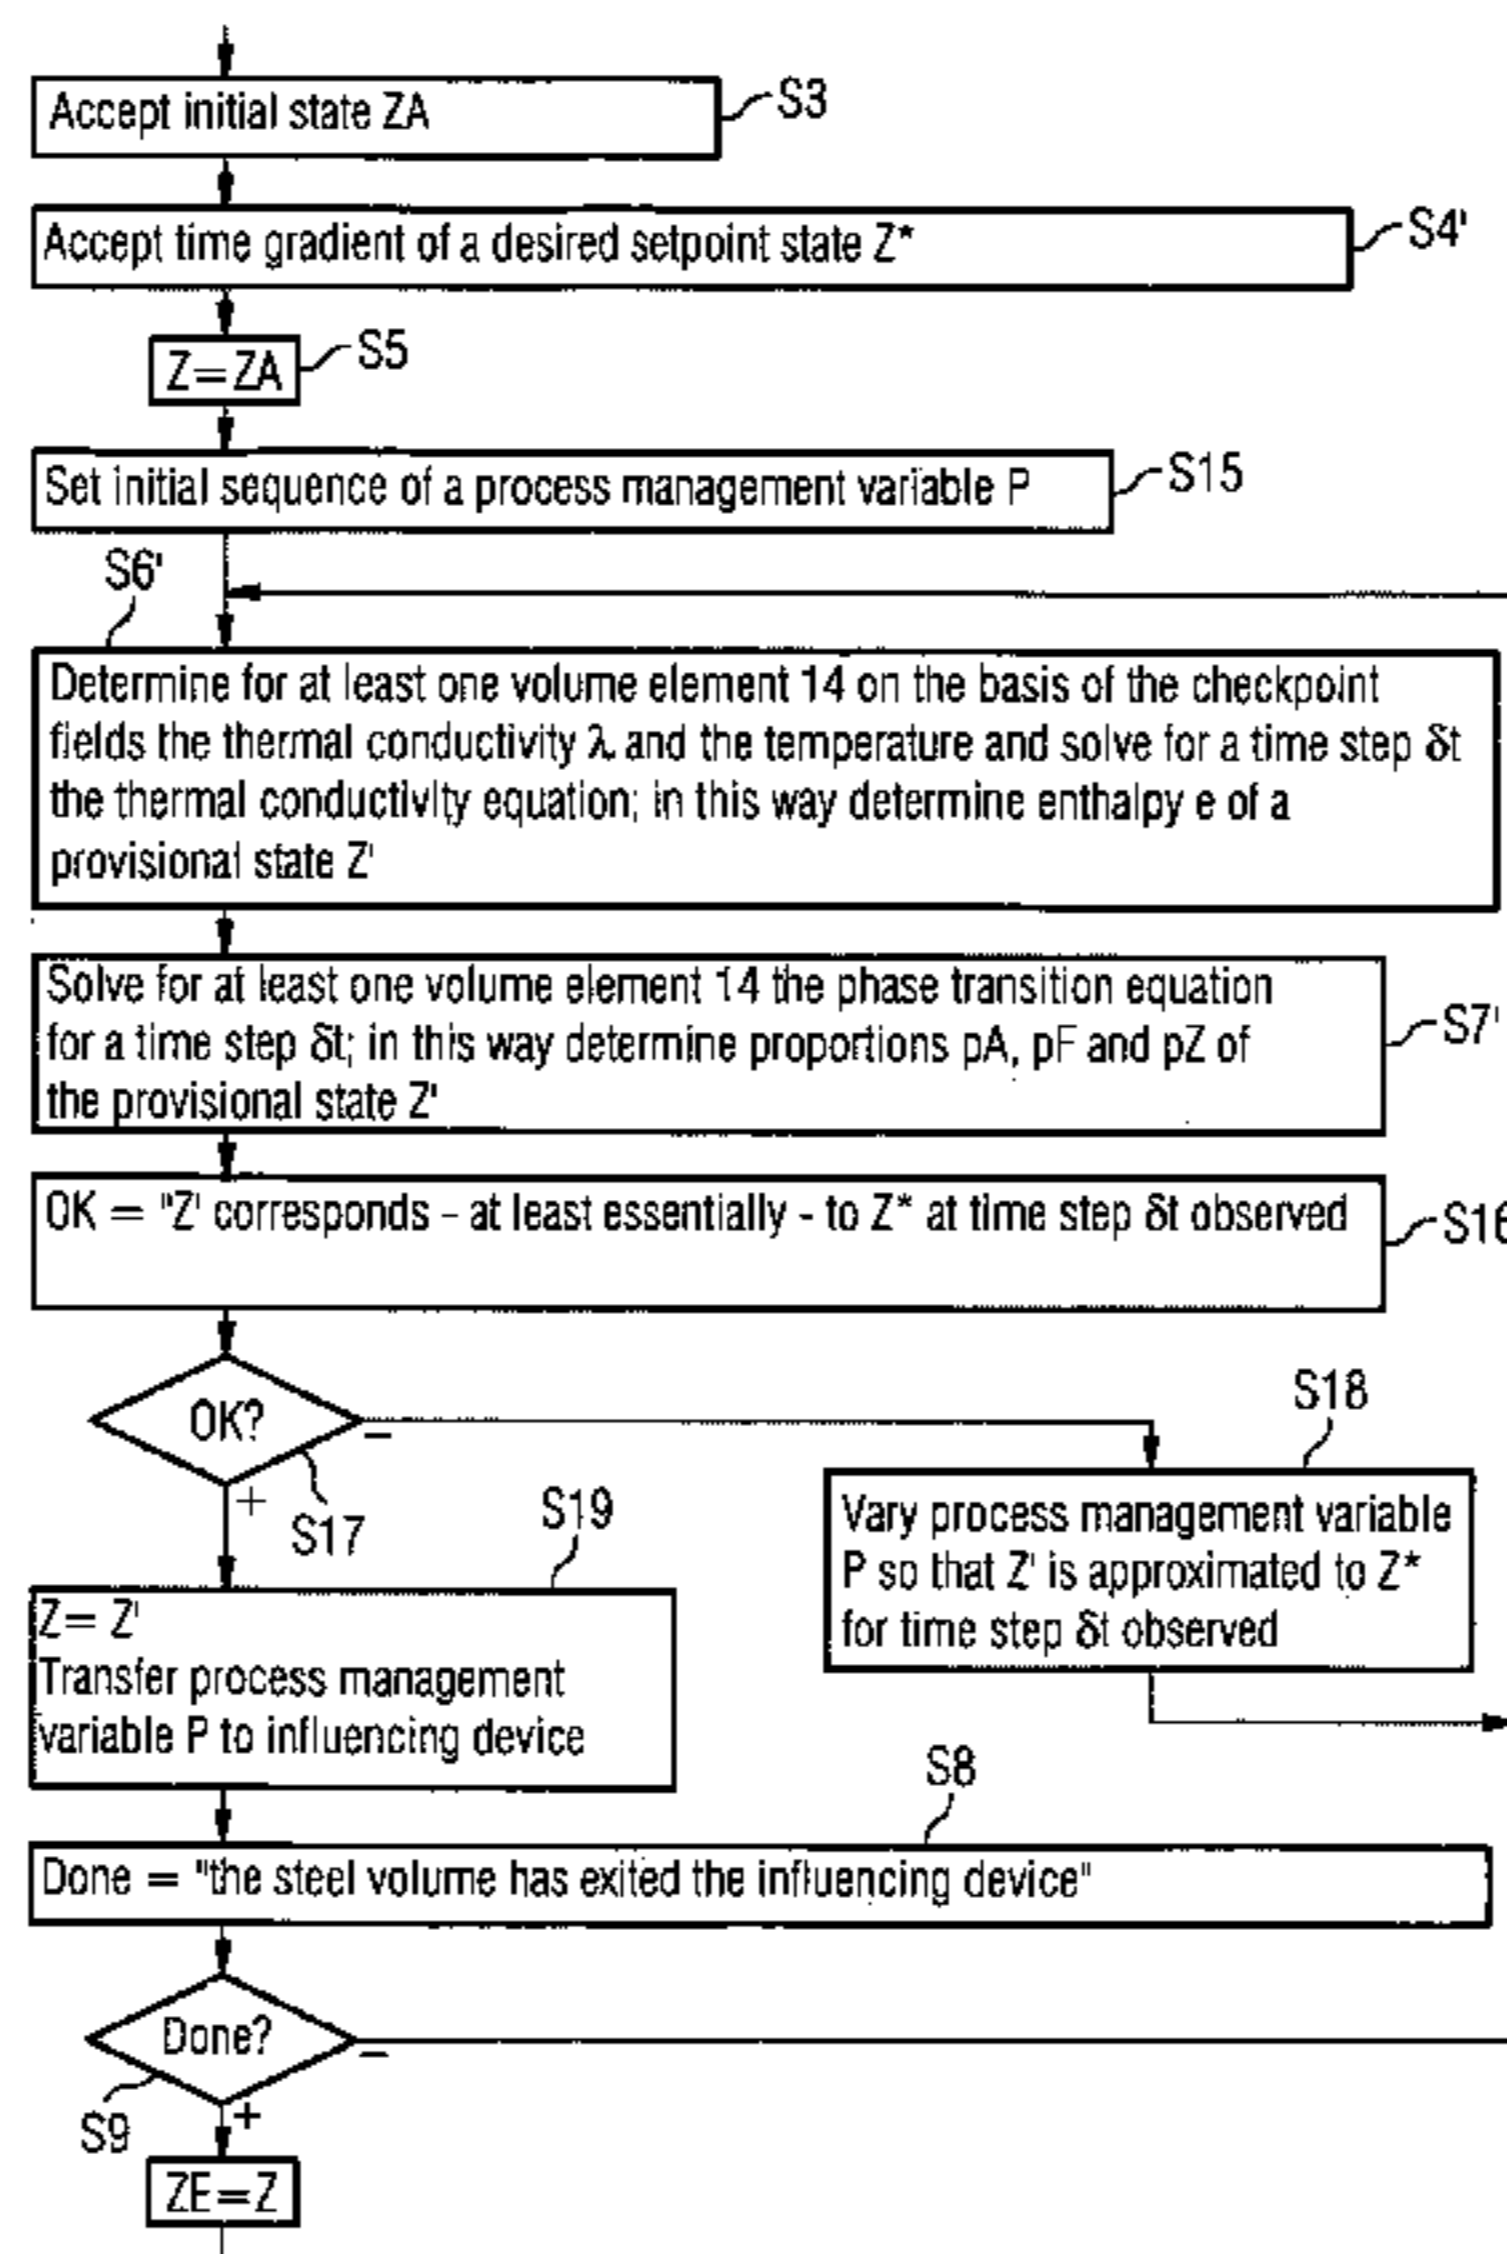 Accept initial state ZA
S3
Accept time gradient of a desired setpoint state Z*
S4'
Z=ZA
S5
Set initial sequence of a process management variable P
S15
S6'
Determine for at least one volume element 14 on the basis of the checkpoint
fields the thermal conductivity λ and the temperature and solve for a time step δt
the thermal conductivity equation; in this way determine enthalpy e of a
provisional state Z'
Solve for at least one volume element 14 the phase transition equation
for a time step δt; in this way determine proportions pA, pF and pZ of
the provisional state Z'
S7'
OK = "Z' corresponds - at least essentially - to Z* at time step δt observed
S16
OK?
−
+
S17
S18
Vary process management variable
P so that Z' is approximated to Z*
for time step δt observed
S19
Z= Z'
Transfer process management
variable P to influencing device
S8
Done = "the steel volume has exited the influencing device"
Done?
−
+
S9
ZE=Z